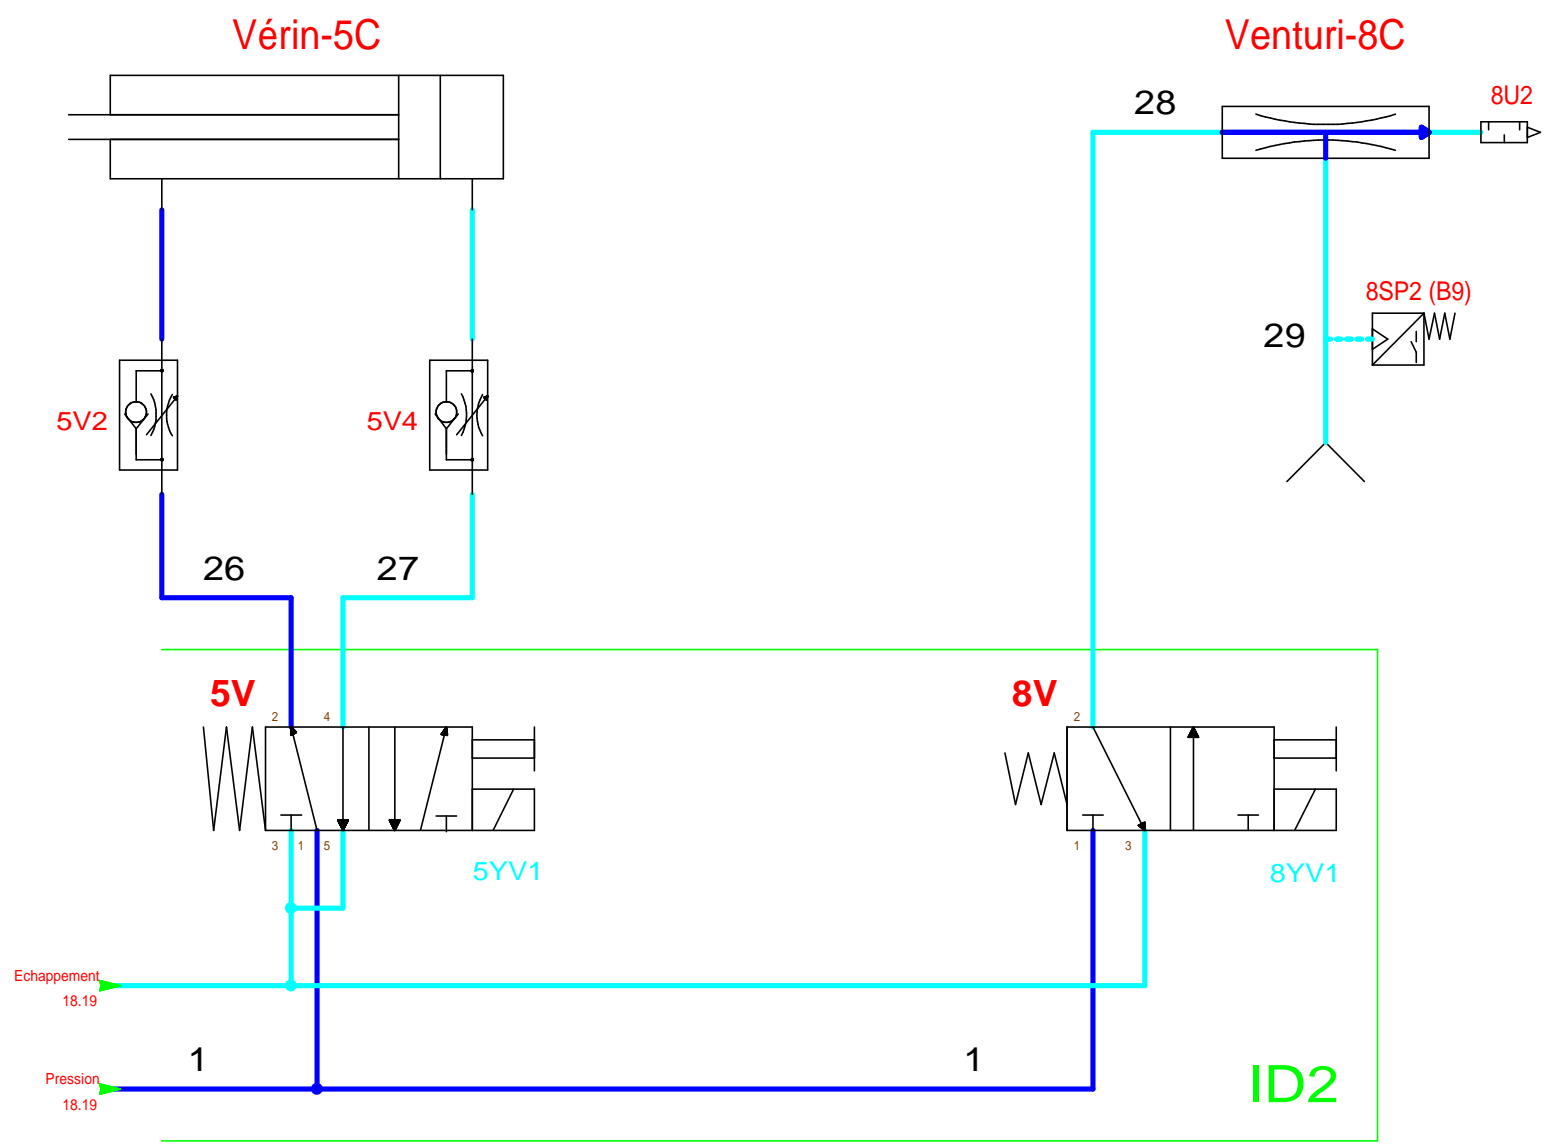 Vérin-5C
Venturi-8C
28
8U2
8SP2 (B9)
29
5V2
5V4
26
27
5V
8V
2
4
2
3
1
5
1
3
5YV1
8YV1
Echappement
18.19
1
1
Pression
18.19
ID2